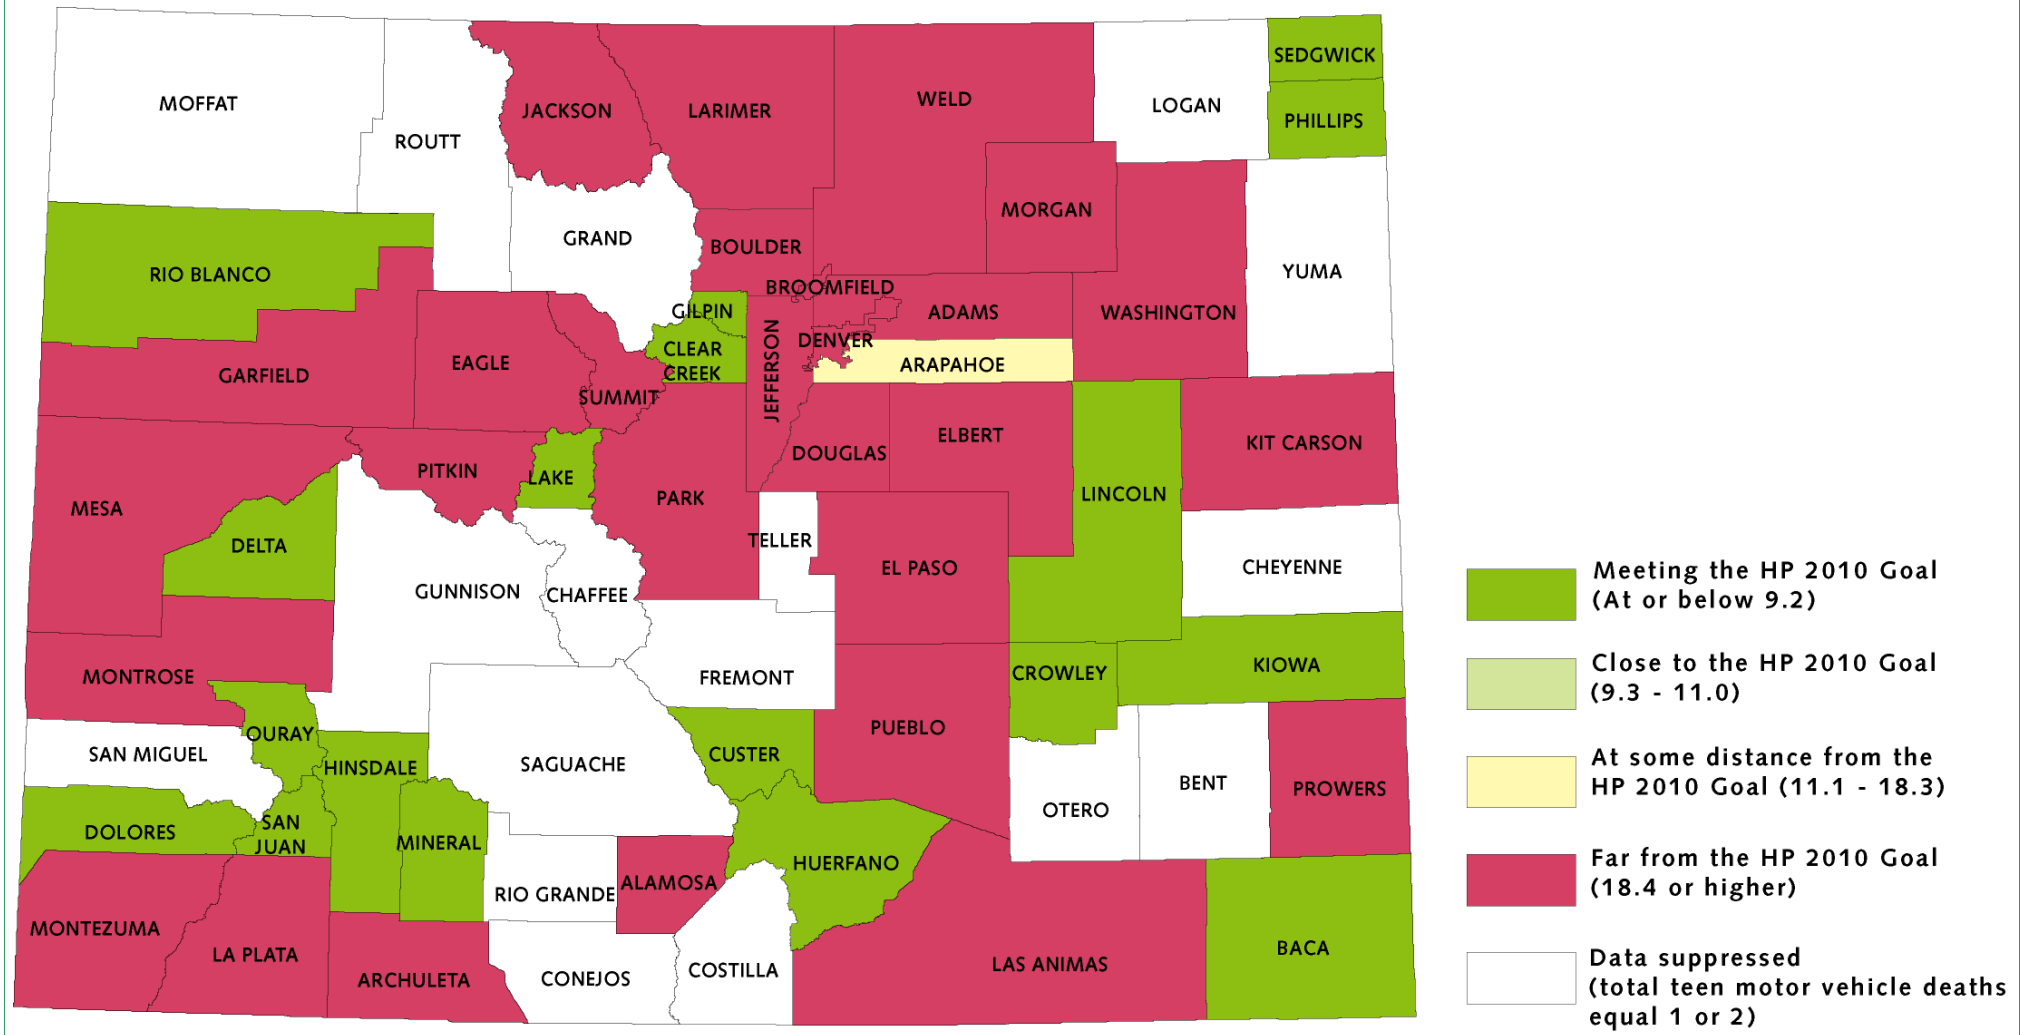 SEDGWICK
MOFFAT
JACKSON
LARIMER
WELD
LOGAN
PHILLIPS
ROUTT
MORGAN
GRAND
BOULDER
RIO BLANCO
YUMA
BROOMFIELD
GILPIN
ADAMS
WASHINGTON
DENVER
CLEAR
CREEK
EAGLE
ARAPAHOE
GARFIELD
JEFFERSON
SUMMIT
ELBERT
KIT CARSON
DOUGLAS
PITKIN
LAKE
LINCOLN
PARK
MESA
TELLER
DELTA
EL PASO
CHEYENNE
GUNNISON
CHAFFEE
KIOWA
CROWLEY
MONTROSE
FREMONT
PUEBLO
OURAY
SAN MIGUEL
CUSTER
SAGUACHE
HINSDALE
BENT
PROWERS
OTERO
SAN
JUAN
DOLORES
MINERAL
HUERFANO
ALAMOSA
RIO GRANDE
MONTEZUMA
BACA
LA PLATA
LAS ANIMAS
COSTILLA
CONEJOS
ARCHULETA
Meeting the HP 2010 Goal
(At or below 9.2)
Close to the HP 2010 Goal
(9.3 - 11.0)
At some distance from the
HP 2010 Goal (11.1 - 18.3)
Far from the HP 2010 Goal
(18.4 or higher)
Data suppressed
(total teen motor vehicle deaths
equal 1 or 2)